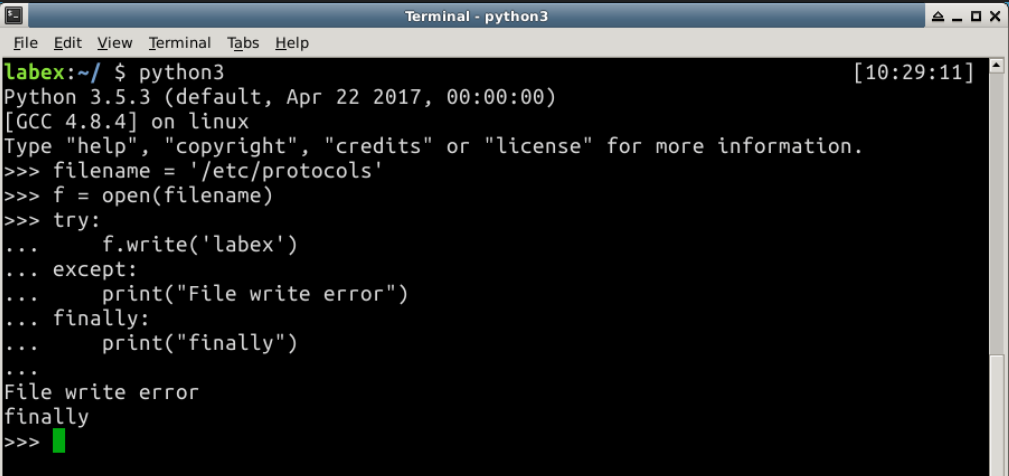 Terminal - python3
File Edit View Terminal Tabs Help
labex:~/ $ python3 [10:29:11]
Python 3.5.3 (default, Apr 22 2017, 00:00:00)
[GCC 4.8.4] on linux
Type "help", "copyright", "credits" or "license" for more information.
>>> filename = '/etc/protocols'
>>> f = open(filename)
>>> try:
...     f.write('labex')
... except:
...     print("File write error")
... finally:
...     print("finally")
...
File write error
finally
>>>